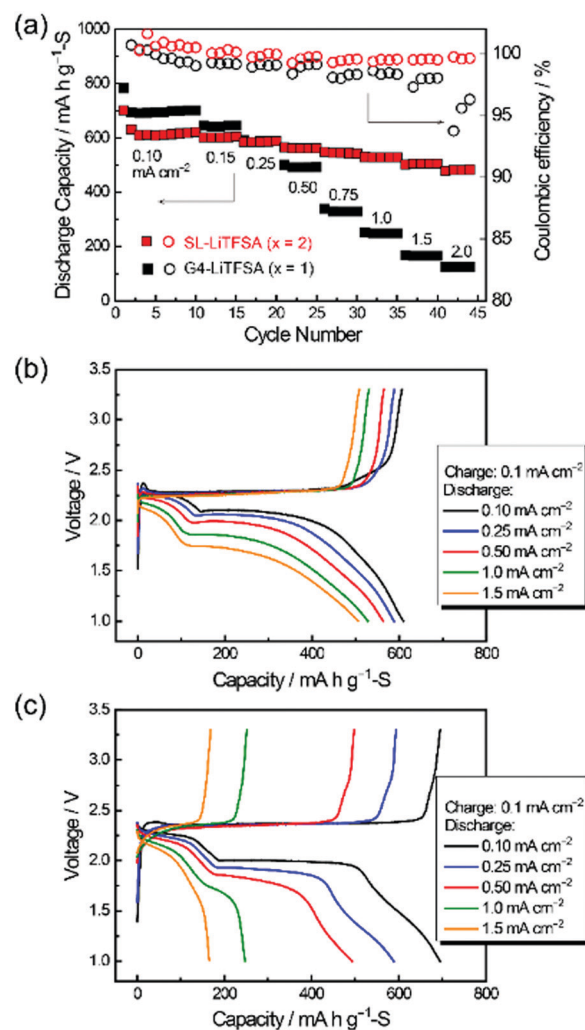 (a)
1000
800
600
400
200
0
Discharge Capacity / mA h g⁻¹-S
100
95
90
85
80
Coulombic efficiency / %
0.10
mA cm⁻²
0.15
0.25
0.50
0.75
1.0
1.5
2.0
SL-LiTFSA (x = 2)
G4-LiTFSA (x = 1)
0 5 10 15 20 25 30 35 40 45
Cycle Number
(b)
3.5
3.0
2.5
2.0
1.5
1.0
Voltage / V
Charge: 0.1 mA cm⁻²
Discharge:
0.10 mA cm⁻²
0.25 mA cm⁻²
0.50 mA cm⁻²
1.0 mA cm⁻²
1.5 mA cm⁻²
0 200 400 600 800
Capacity / mA h g⁻¹-S
(c)
3.5
3.0
2.5
2.0
1.5
1.0
Voltage / V
Charge: 0.1 mA cm⁻²
Discharge:
0.10 mA cm⁻²
0.25 mA cm⁻²
0.50 mA cm⁻²
1.0 mA cm⁻²
1.5 mA cm⁻²
0 200 400 600 800
Capacity / mA h g⁻¹-S